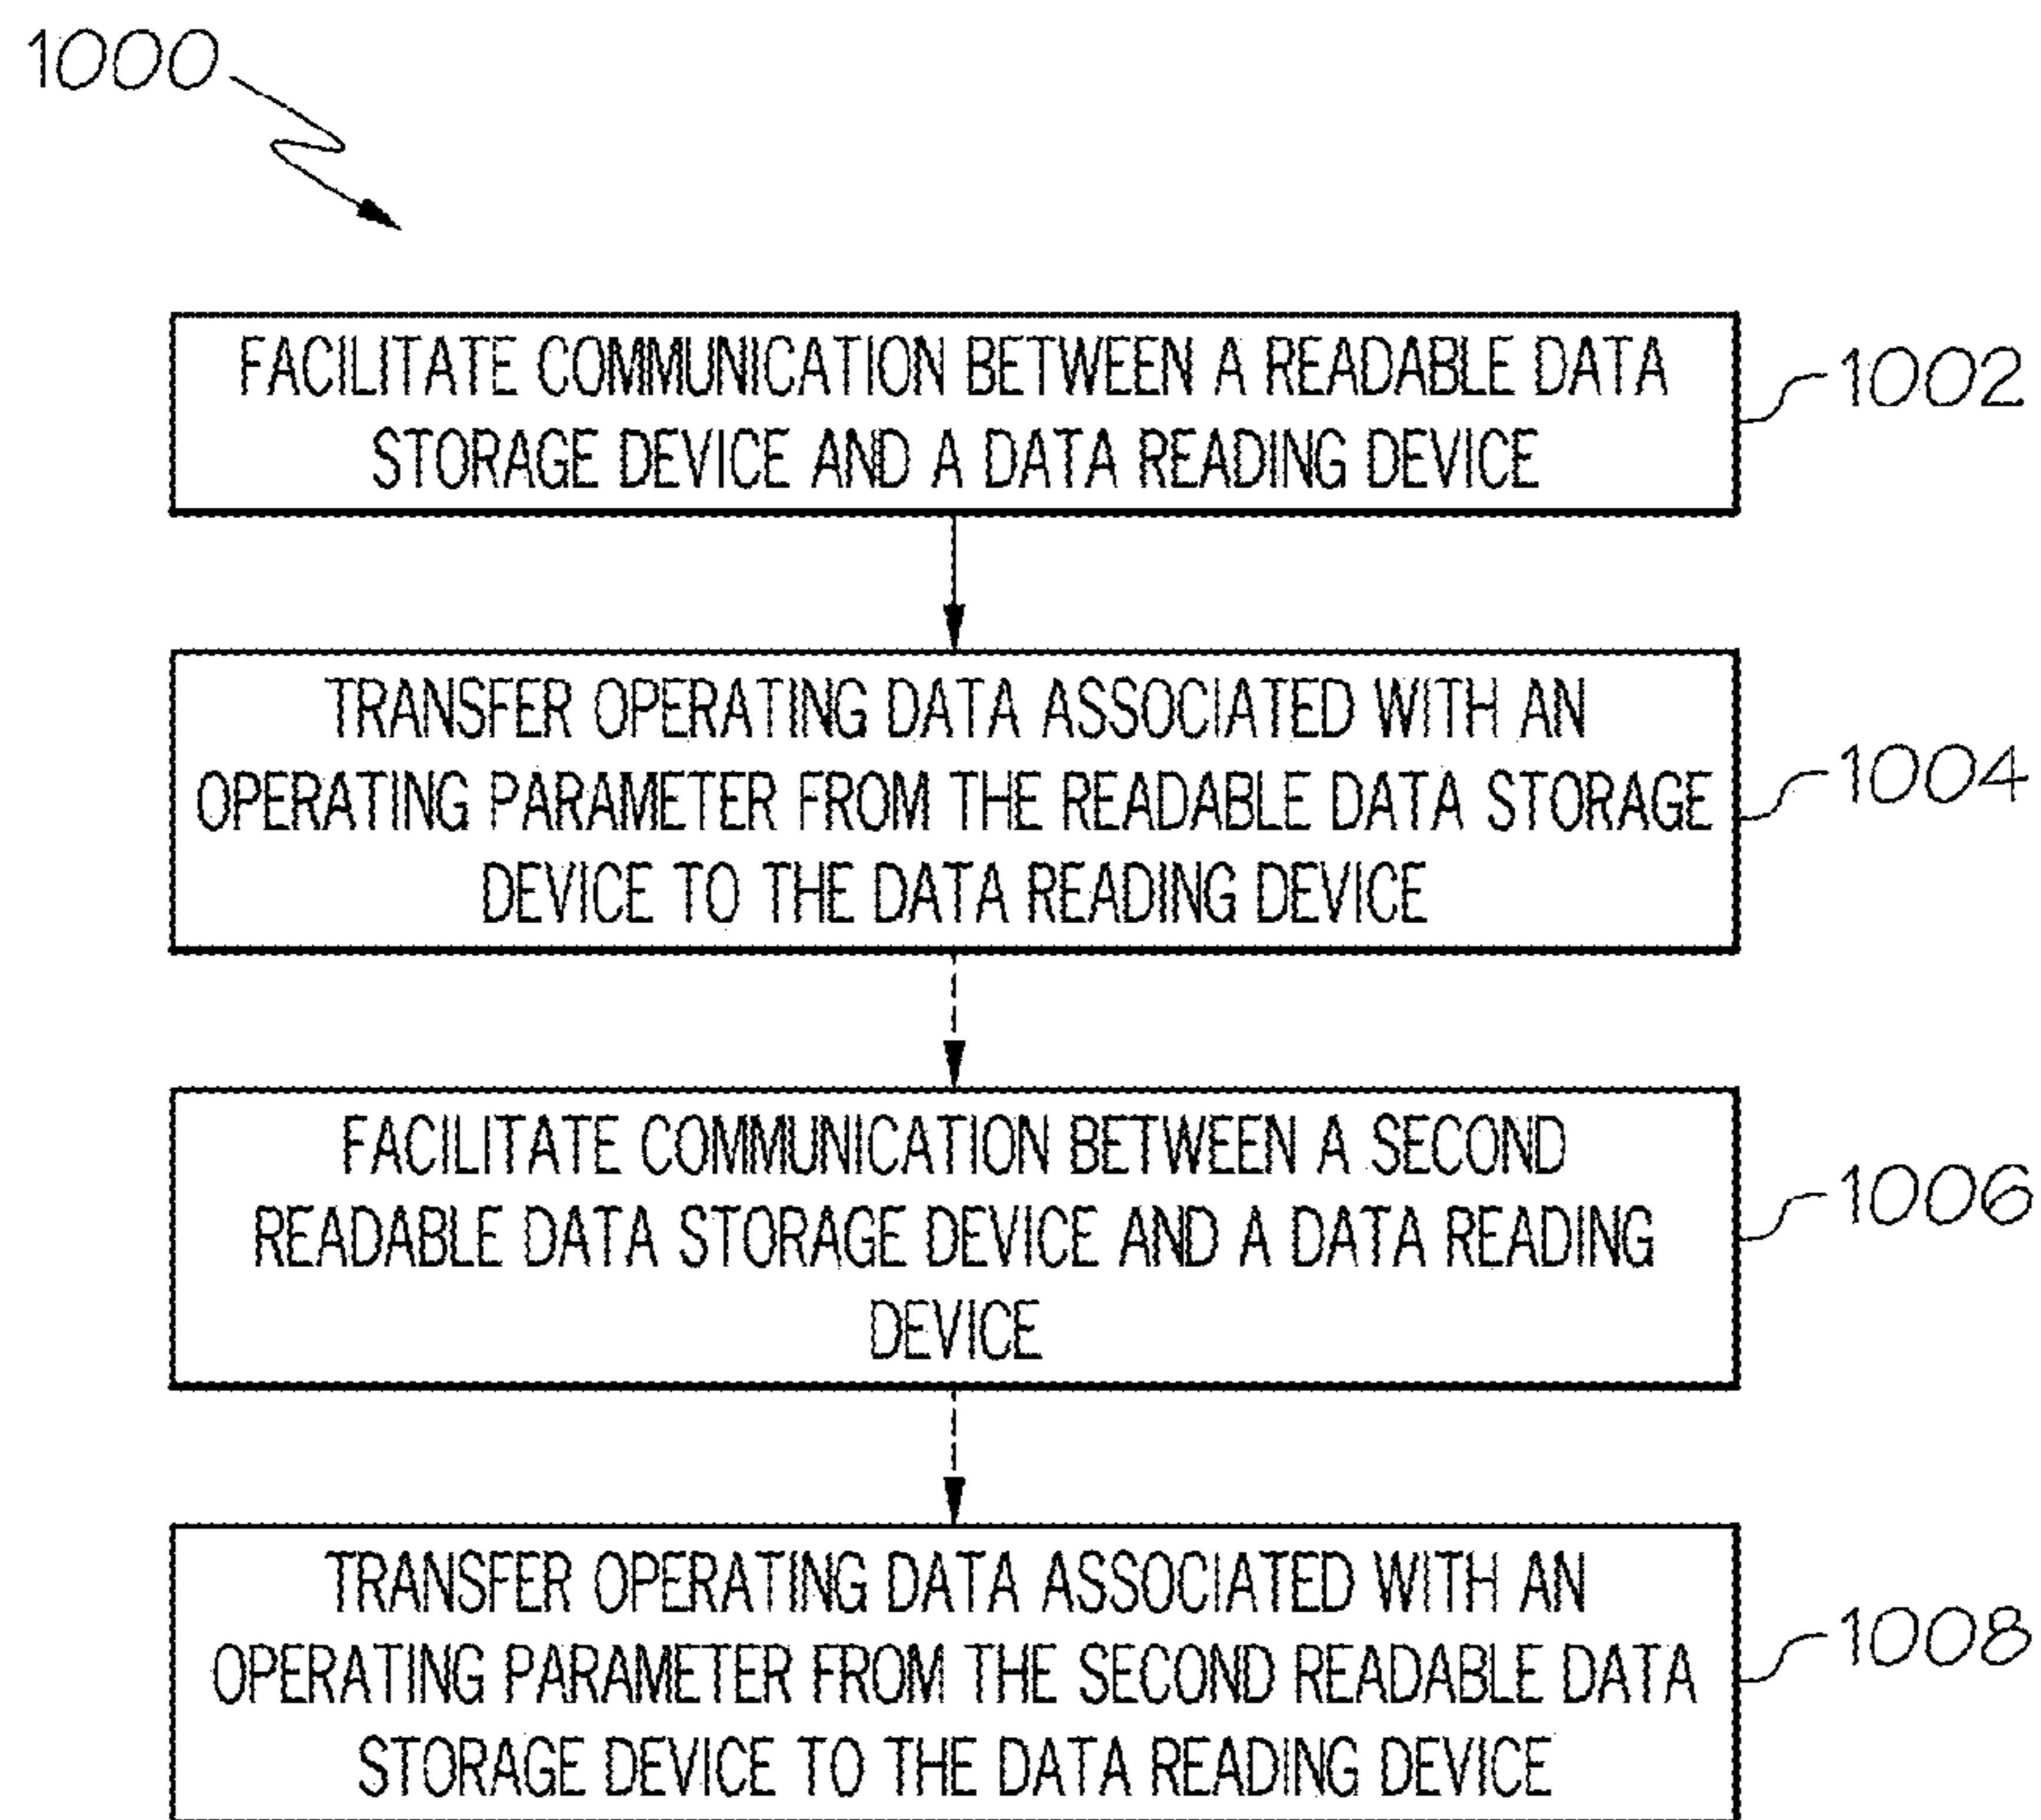 1000
FACILITATE COMMUNICATION BETWEEN A READABLE DATA
STORAGE DEVICE AND A DATA READING DEVICE
1002
TRANSFER OPERATING DATA ASSOCIATED WITH AN
OPERATING PARAMETER FROM THE READABLE DATA STORAGE
DEVICE TO THE DATA READING DEVICE
1004
FACILITATE COMMUNICATION BETWEEN A SECOND
READABLE DATA STORAGE DEVICE AND A DATA READING
DEVICE
1006
TRANSFER OPERATING DATA ASSOCIATED WITH AN
OPERATING PARAMETER FROM THE SECOND READABLE DATA
STORAGE DEVICE TO THE DATA READING DEVICE
1008